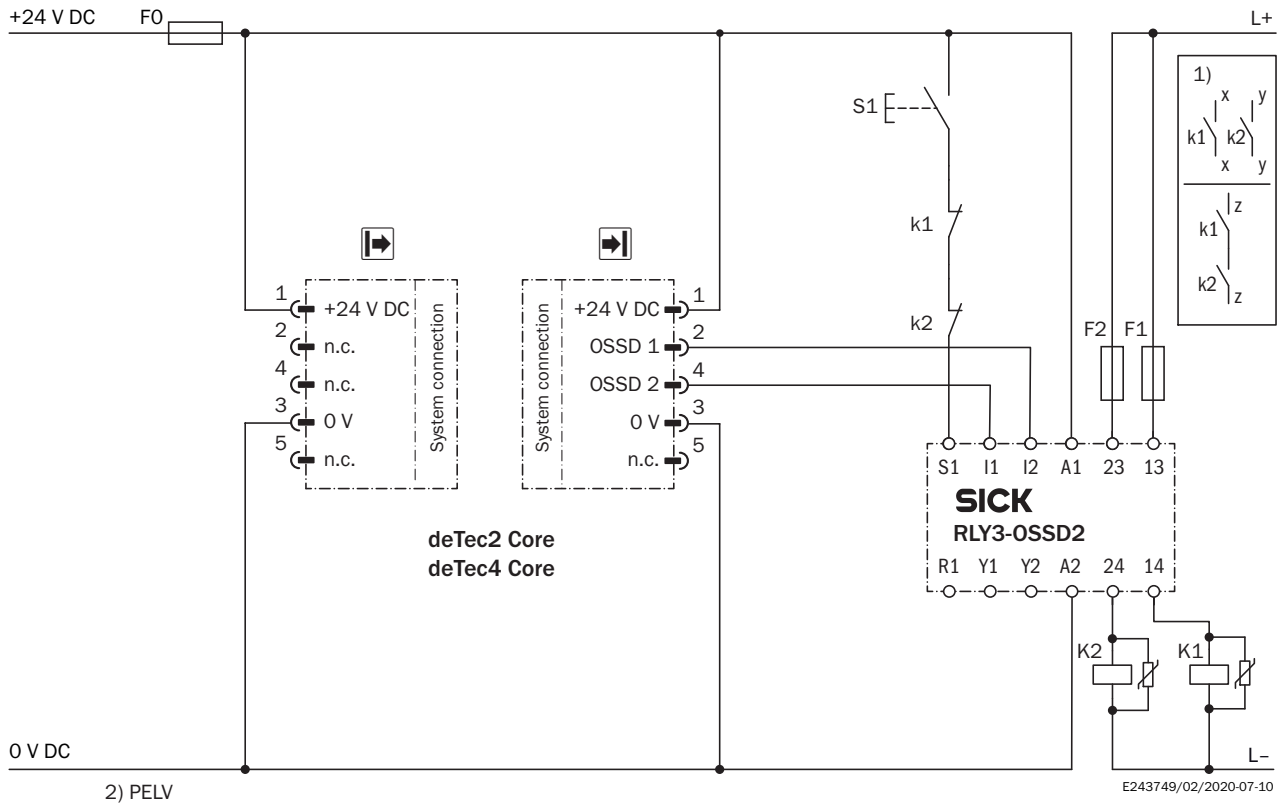 +24 V DC F0 L+
1)
x y
k1 k2
x y
z
k1
k2
z
S1
k1
k2
F2 F1
1 +24 V DC
2 n.c.
4 n.c.
3 0 V
5 n.c.
System connection
System connection
+24 V DC 1
OSSD 1 2
OSSD 2 4
0 V 3
n.c. 5
deTec2 Core
deTec4 Core
S1 I1 I2 A1 23 13
SICK
RLY3-OSSD2
R1 Y1 Y2 A2 24 14
K2 K1
0 V DC L–
2) PELV
E243749/02/2020-07-10